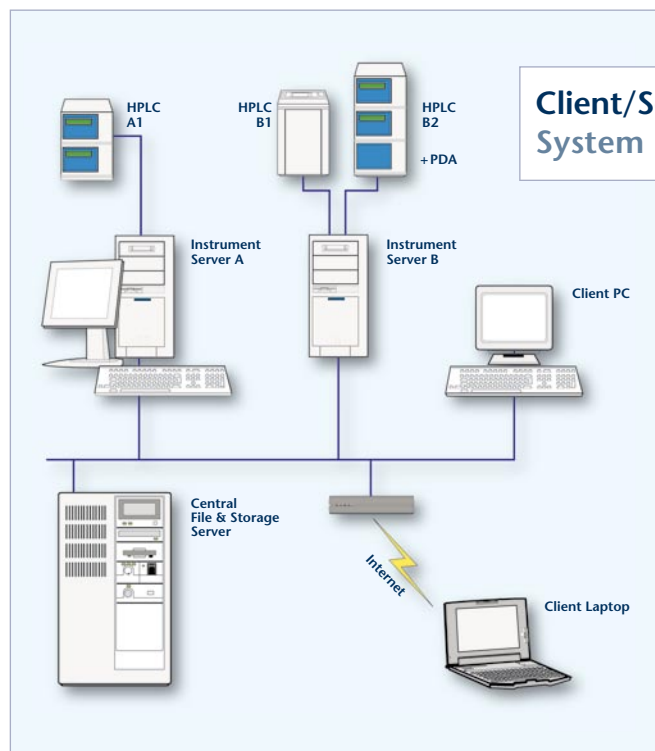 HPLC
A1
HPLC
B1
HPLC
B2
+PDA
Client/S
System
Instrument
Server A
Instrument
Server B
Client PC
Central
File & Storage
Server
Internet
Client Laptop